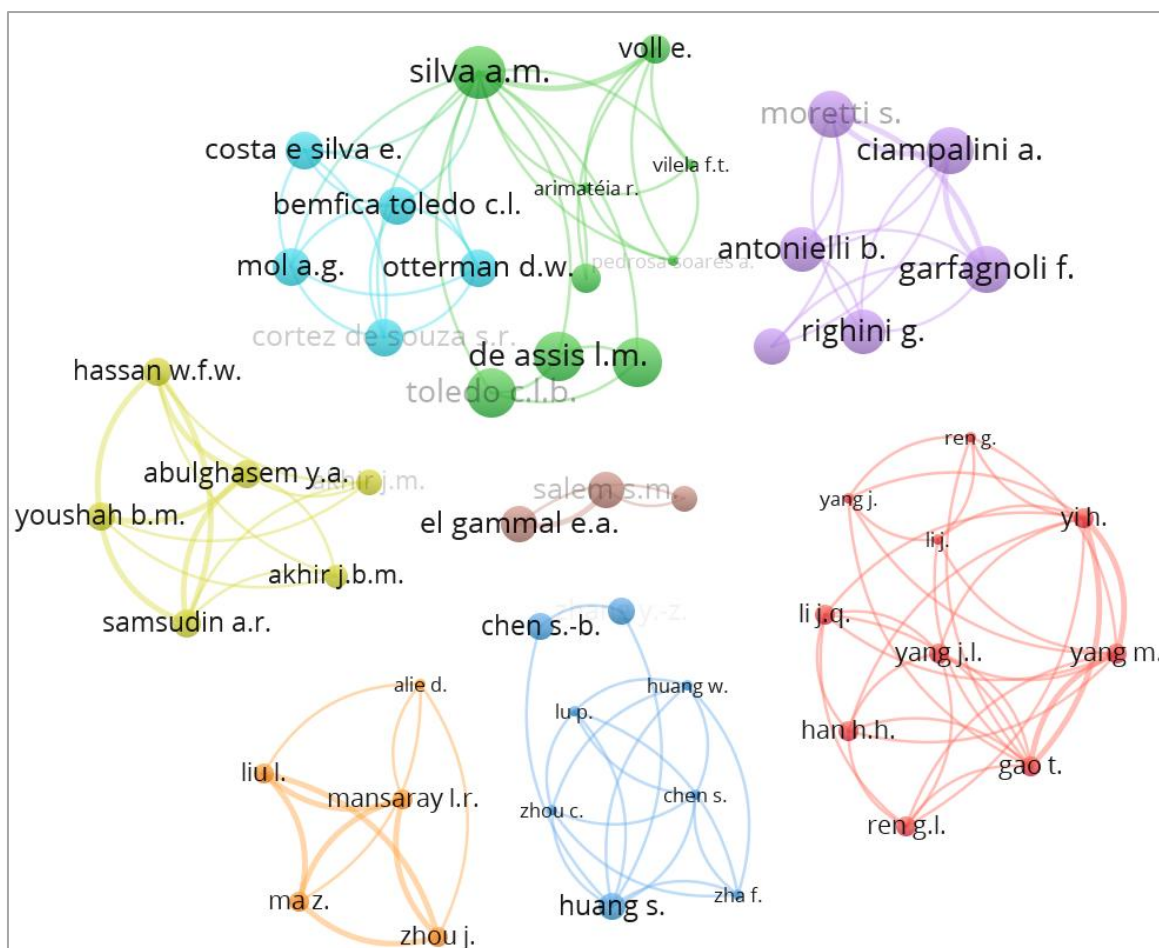 silva a.m.
voll e.
costa e silva e.
vilela f.t.
arimatéia r.
bemfica toledo c.l.
mol a.g.
otterman d.w.
pedrosa soares a.
cortez de souza s.r.
de assis l.m.
toledo c.l.b.
moretti s.
ciampalini a.
antonielli b.
garfagnoli f.
righini g.
hassan w.f.w.
abulghasem y.a.
akhir j.m.
youshah b.m.
akhir j.b.m.
samsudin a.r.
salem s.m.
el gammal e.a.
ren g.
yang j.
yi h.
li j.
li j.q.
yang j.l.
yang m.
han h.h.
gao t.
ren g.l.
chen s.-b.
huang w.
lu p.
chen s.
zhou c.
huang s.
zha f.
alie d.
liu l.
mansaray l.r.
ma z.
zhou j.